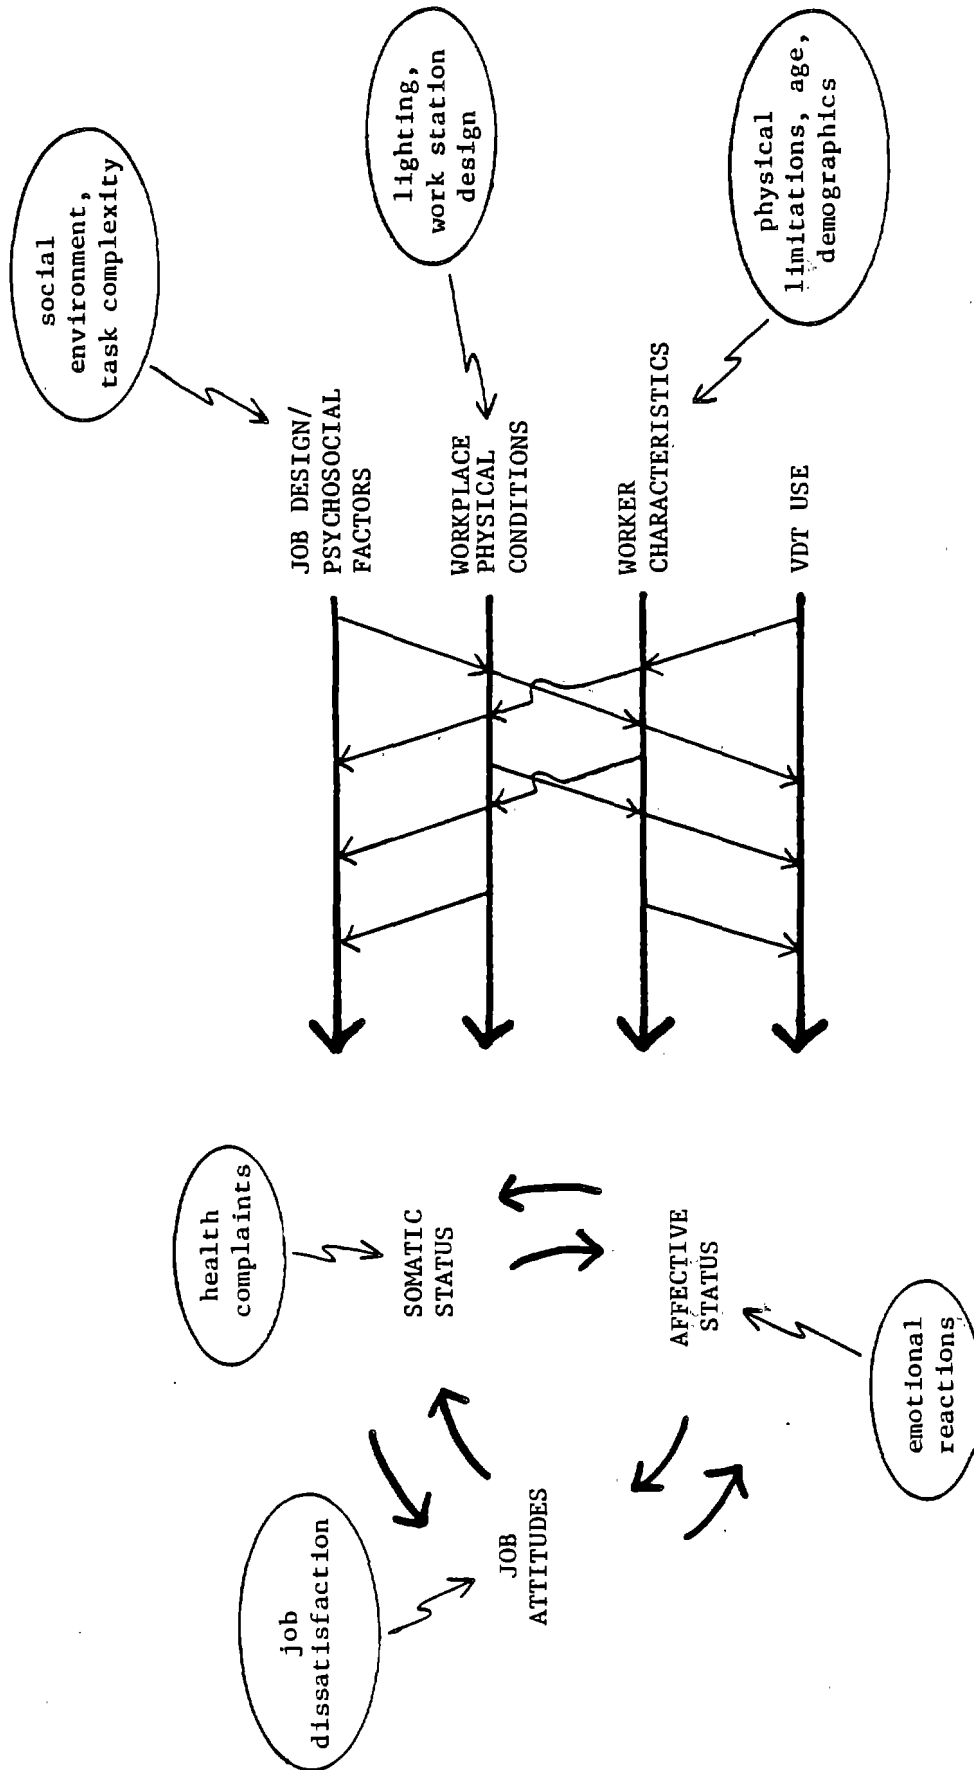 social
environment,
task complexity
lighting,
work station
design
physical
limitations, age,
demographics
JOB DESIGN/
PSYCHOSOCIAL
FACTORS
WORKPLACE
PHYSICAL
CONDITIONS
WORKER
CHARACTERISTICS
VDT USE
health
complaints
SOMATIC
STATUS
AFFECTIVE
STATUS
emotional
reactions
job
dissatisfaction
JOB
ATTITUDES